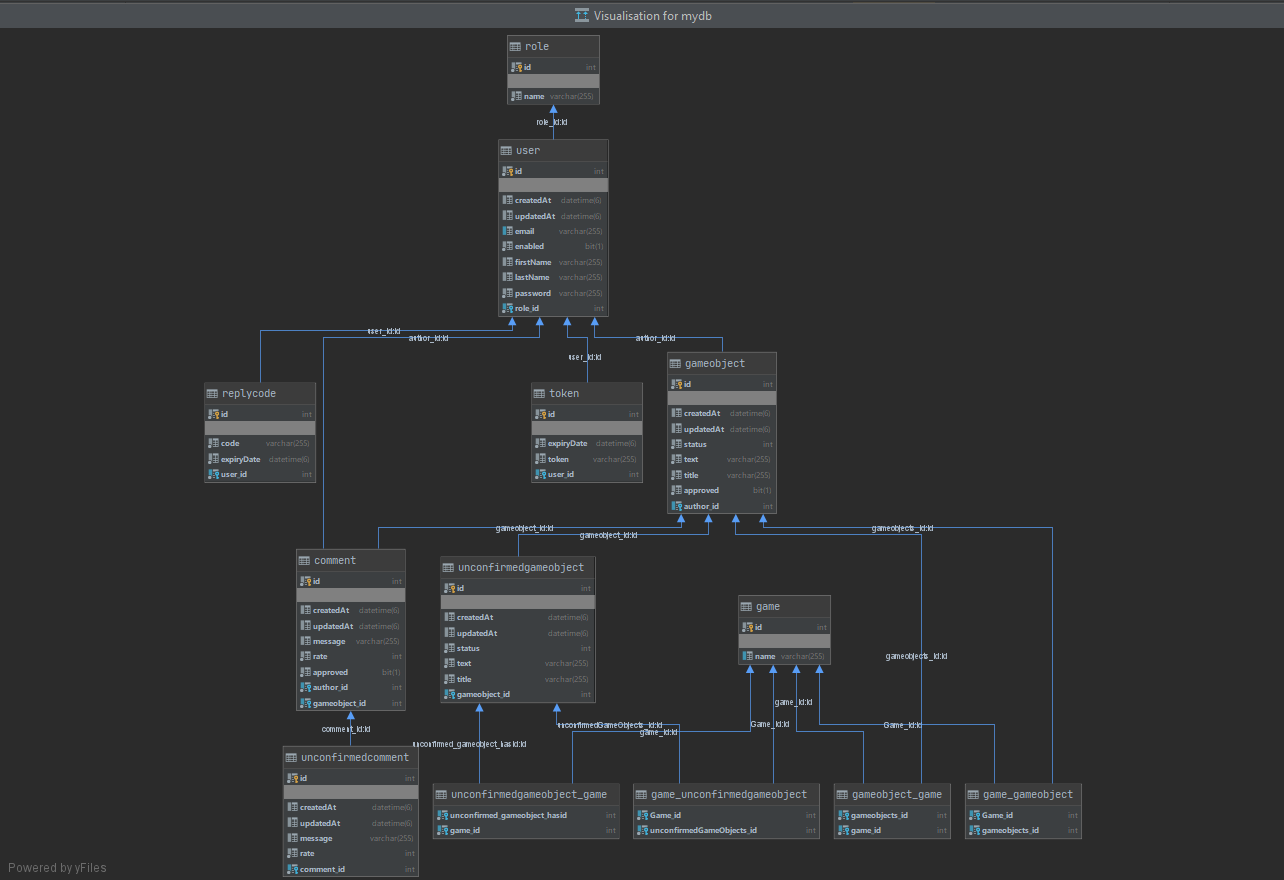 Visualisation for mydb
role
id int
name varchar(255)
role_id:id
user
id int
createdAt datetime(6)
updatedAt datetime(6)
email varchar(255)
enabled bit(1)
firstName varchar(255)
lastName varchar(255)
password varchar(255)
role_id int
user_id:id
author_id:id
user_id:id
author_id:id
replycode
id int
code varchar(255)
expiryDate datetime(6)
user_id int
token
id int
expiryDate datetime(6)
token varchar(255)
user_id int
gameobject
id int
createdAt datetime(6)
updatedAt datetime(6)
status int
text varchar(255)
title varchar(255)
approved bit(1)
author_id int
gameobject_id:id
gameobject_id:id
gameobjects_id:id
gameobjects_id:id
comment
id int
createdAt datetime(6)
updatedAt datetime(6)
message varchar(255)
rate int
approved bit(1)
author_id int
gameobject_id int
unconfirmedgameobject
id int
createdAt datetime(6)
updatedAt datetime(6)
status int
text varchar(255)
title varchar(255)
gameobject_id int
game
id int
name varchar(255)
comment_id:id
unconfirmed_gameobject_hasid:id
unconfirmedGameObjects_id:id
game_id:id
Game_id:id
game_id:id
Game_id:id
unconfirmedcomment
id int
createdAt datetime(6)
updatedAt datetime(6)
message varchar(255)
rate int
comment_id int
unconfirmedgameobject_game
unconfirmed_gameobject_hasid int
game_id int
game_unconfirmedgameobject
Game_id int
unconfirmedGameObjects_id int
gameobject_game
gameobjects_id int
game_id int
game_gameobject
Game_id int
gameobjects_id int
Powered by yFiles